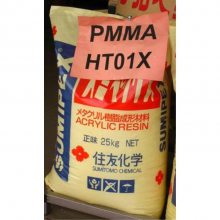 PMMA
HT01X
SUMIPEX
メタクリル樹脂成形材料
ACRYLIC RESIN
正味 25kg NET
住友化学
SUMITOMO CHEMICAL